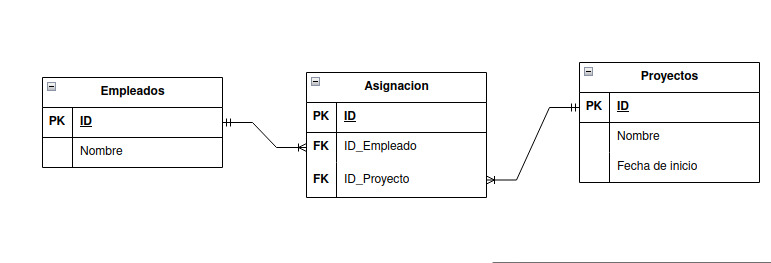 Empleados
PK ID
Nombre
Asignacion
PK ID
FK ID_Empleado
FK ID_Proyecto
Proyectos
PK ID
Nombre
Fecha de inicio